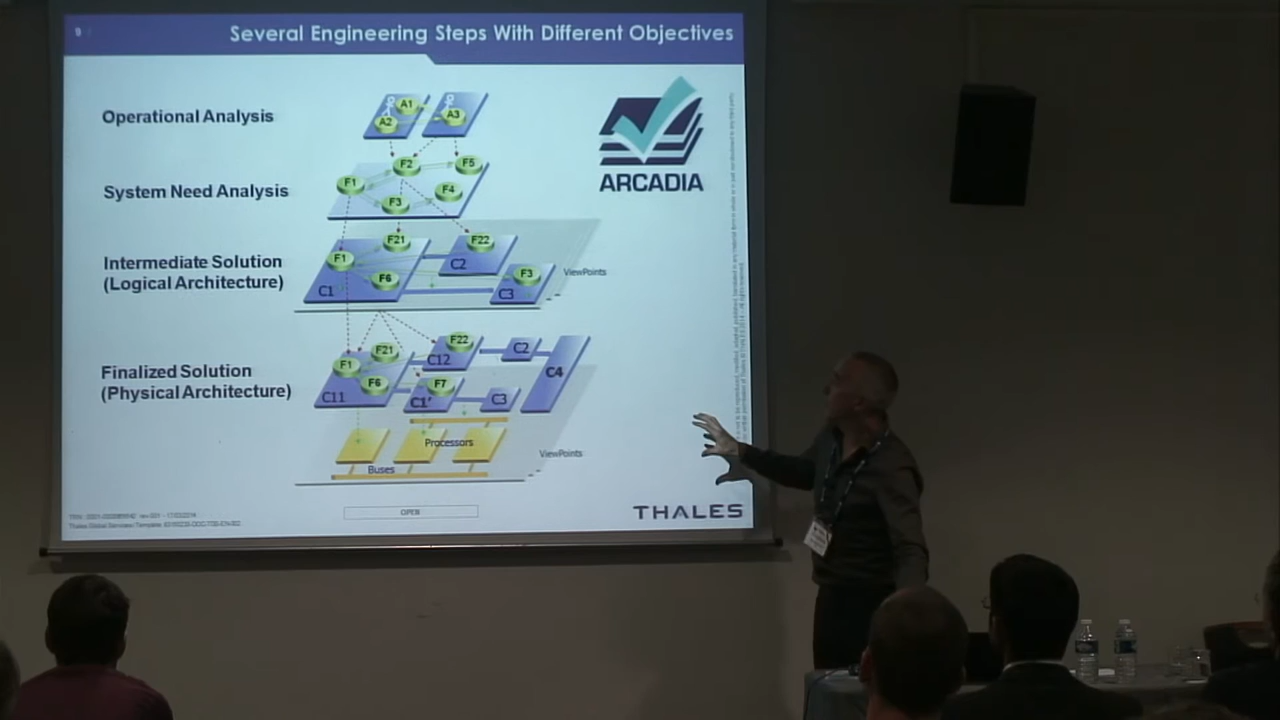 9
Several Engineering Steps With Different Objectives
Operational Analysis
A1
A2
A3
ARCADIA
System Need Analysis
F1
F2
F5
F4
F3
Intermediate Solution
(Logical Architecture)
F1
F21
F22
F6
F3
C1
C2
C3
ViewPoints
Finalized Solution
(Physical Architecture)
F1
F21
F22
F6
F7
C11
C12
C1'
C2
C3
C4
Processors
Buses
ViewPoints
OPEN
THALES